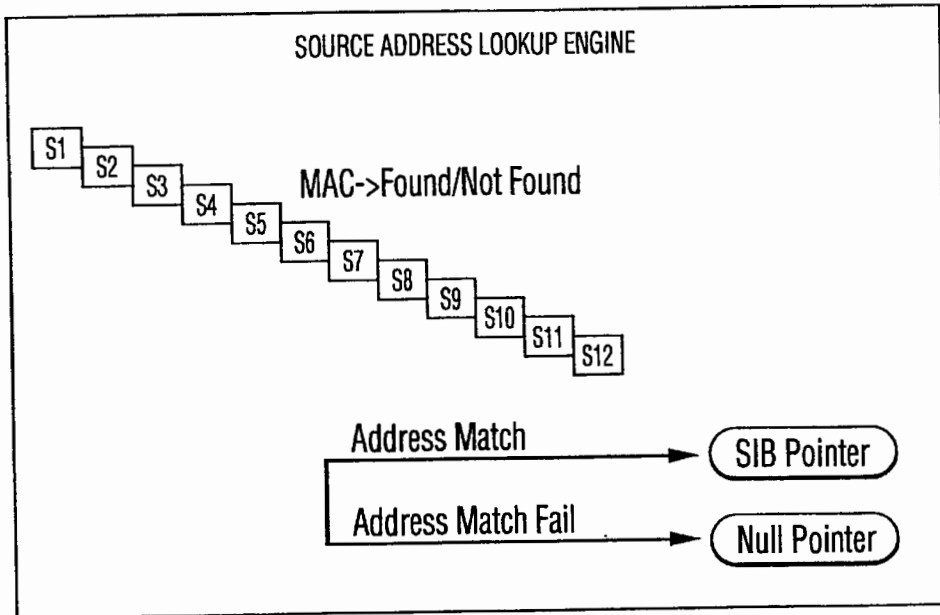 SOURCE ADDRESS LOOKUP ENGINE
S1
S2
S3
MAC->Found/Not Found
S4
S5
S6
S7
S8
S9
S10
S11
S12
Address Match
SIB Pointer
Address Match Fail
Null Pointer